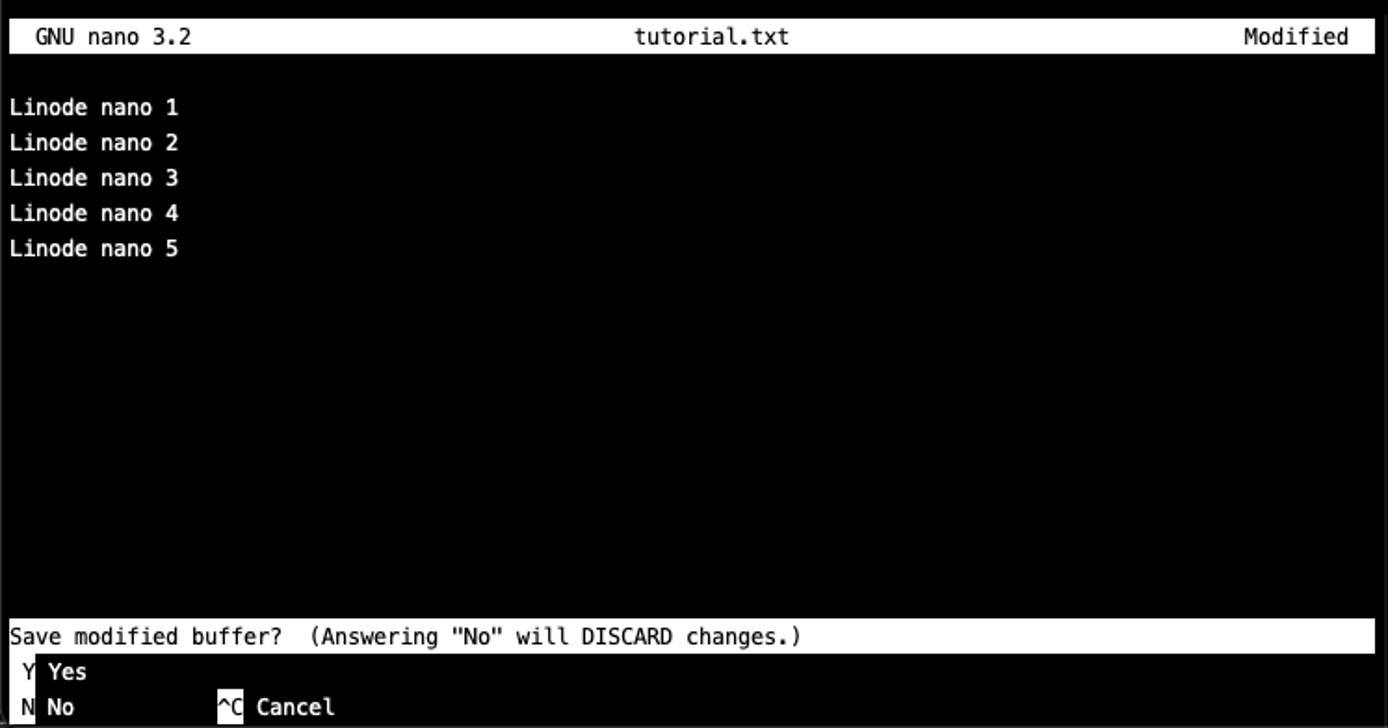 GNU nano 3.2 tutorial.txt Modified
Linode nano 1
Linode nano 2
Linode nano 3
Linode nano 4
Linode nano 5
Save modified buffer?  (Answering "No" will DISCARD changes.)
Y Yes
N No ^C Cancel